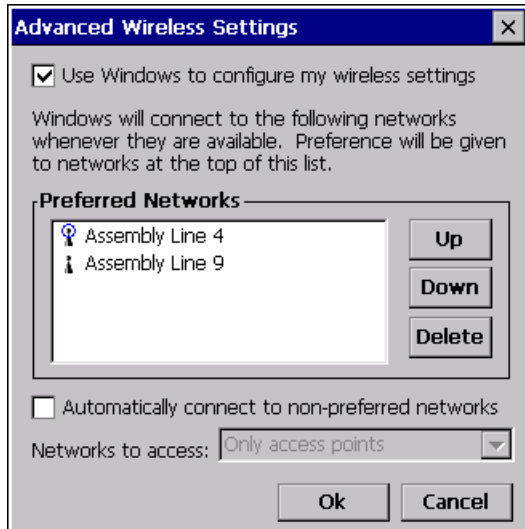 Advanced Wireless Settings
Use Windows to configure my wireless settings
Windows will connect to the following networks
whenever they are available.  Preference will be given
to networks at the top of this list.
Preferred Networks
Assembly Line 4
Assembly Line 9
Up
Down
Delete
Automatically connect to non-preferred networks
Networks to access: Only access points
Ok Cancel